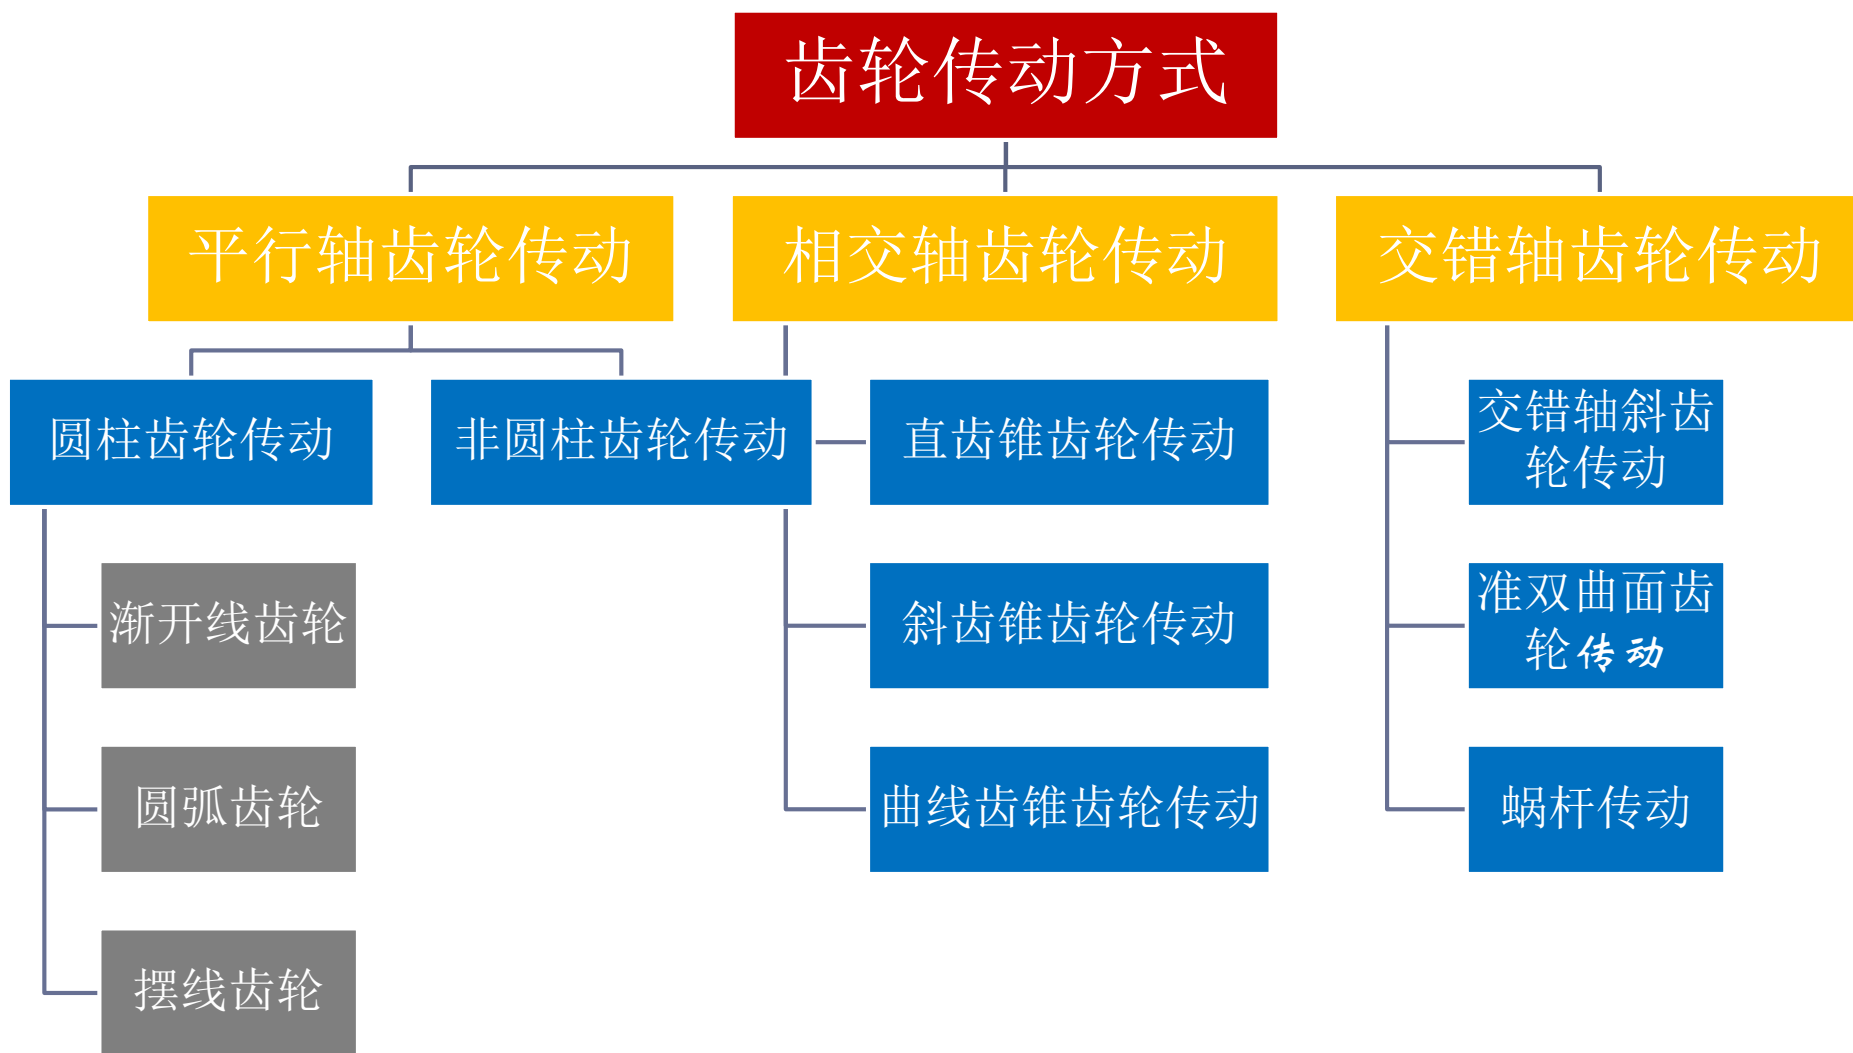 齿轮传动方式
平行轴齿轮传动
相交轴齿轮传动
交错轴齿轮传动
圆柱齿轮传动
非圆柱齿轮传动
直齿锥齿轮传动
交错轴斜齿
轮传动
渐开线齿轮
斜齿锥齿轮传动
准双曲面齿
轮传动
圆弧齿轮
曲线齿锥齿轮传动
蜗杆传动
摆线齿轮